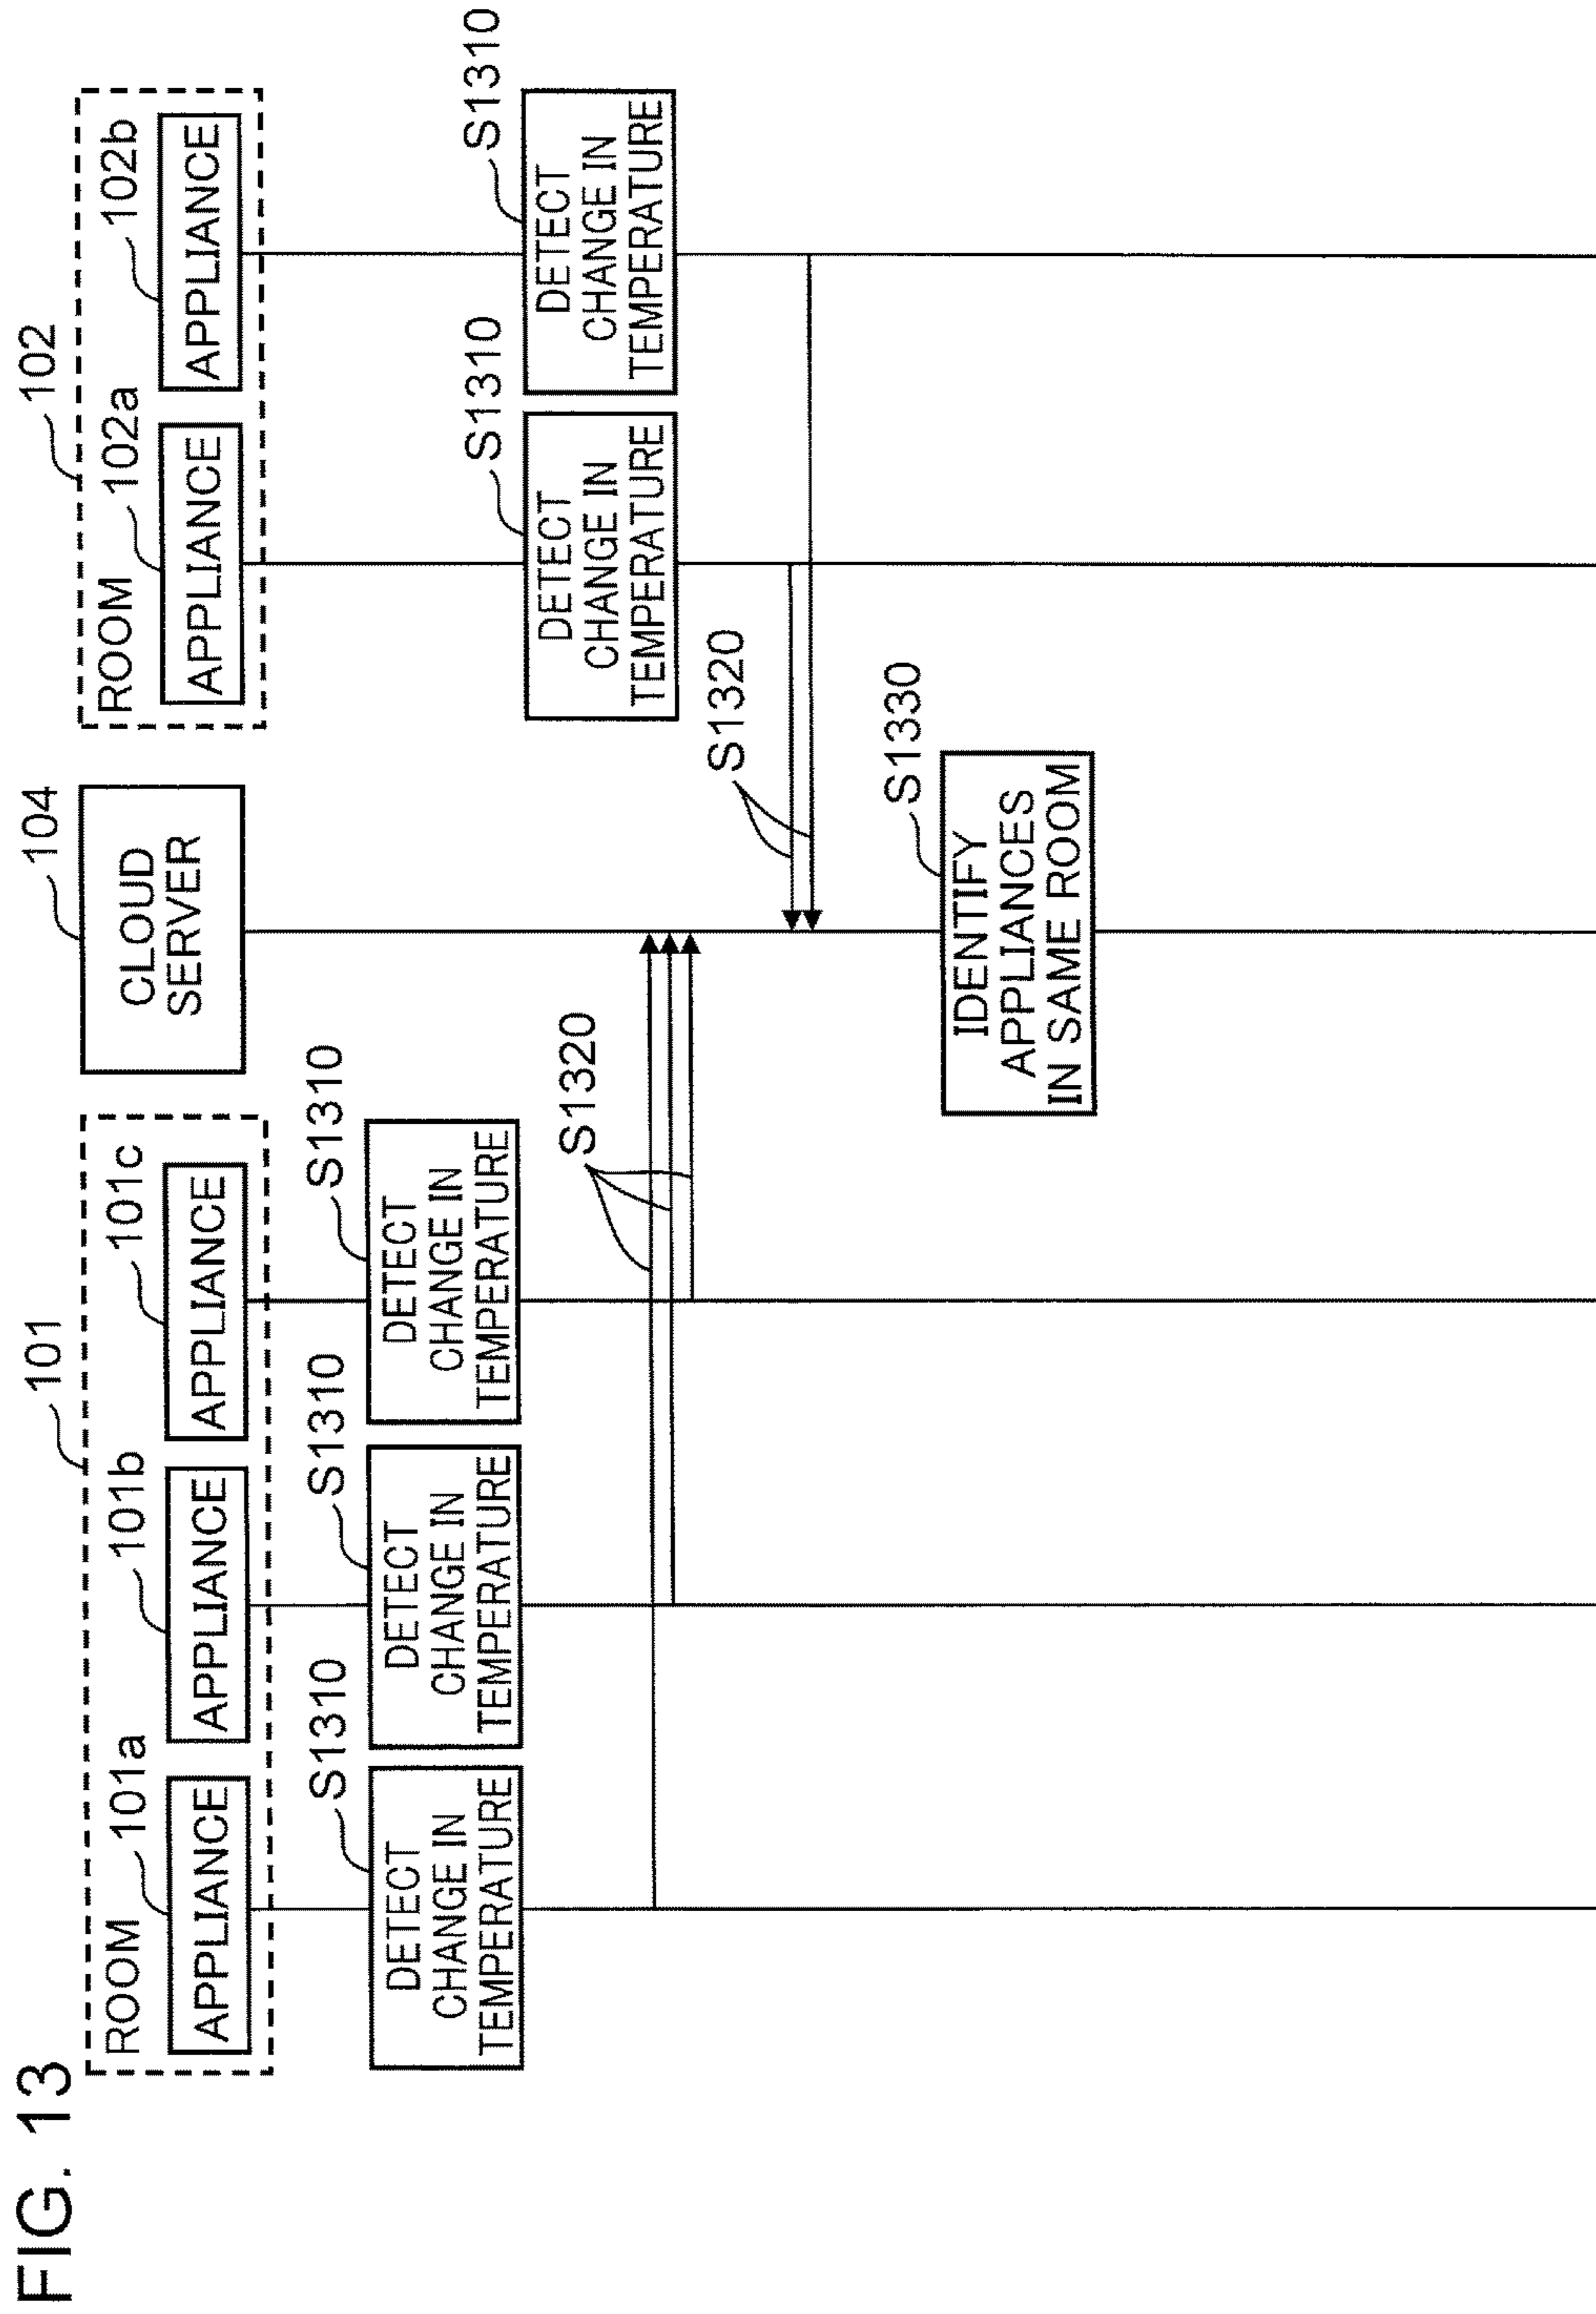 FIG. 13
101
104
102
ROOM
101a
101b
101c
CLOUD
SERVER
ROOM
102a
102b
APPLIANCE
APPLIANCE
APPLIANCE
APPLIANCE
APPLIANCE
S1310
S1310
S1310
S1310
S1310
DETECT
CHANGE IN
TEMPERATURE
DETECT
CHANGE IN
TEMPERATURE
DETECT
CHANGE IN
TEMPERATURE
DETECT
CHANGE IN
TEMPERATURE
DETECT
CHANGE IN
TEMPERATURE
S1320
S1320
S1330
IDENTIFY
APPLIANCES
IN SAME ROOM